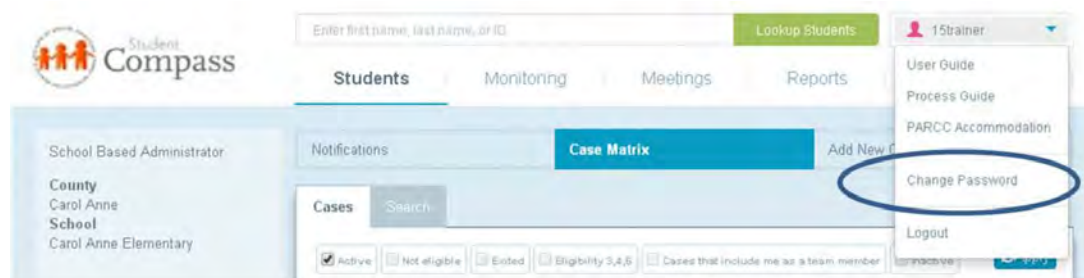 Enter first name, last name, or ID
Lookup Students
15trainer
Student
Compass
Students
Monitoring
Meetings
Reports
User Guide
Process Guide
PARCC Accommodation
Change Password
Logout
School Based Administrator
County
Carol Anne
School
Carol Anne Elementary
Notifications
Case Matrix
Add New
Cases
Search
Active
Not eligible
Exited
Eligibility 3,4,6
Cases that include me as a team member
Inactive
Apply